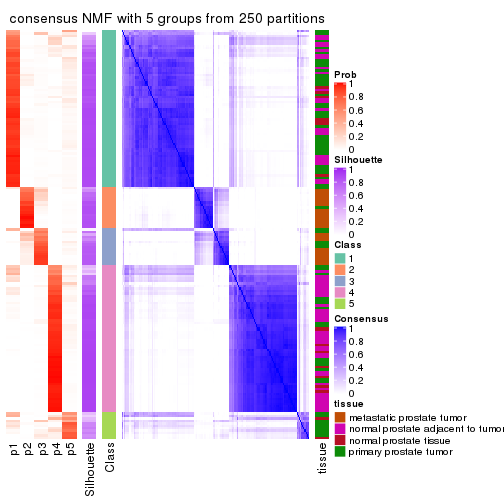 consensus NMF with 5 groups from 250 partitions
Prob
1
0.8
0.6
0.4
0.2
0
Silhouette
1
0.8
0.6
0.4
0.2
0
Class
1
2
3
4
5
Consensus
1
0.8
0.6
0.4
0.2
0
tissue
metastatic prostate tumor
normal prostate adjacent to tumor
normal prostate tissue
primary prostate tumor
p1
p2
p3
p4
p5
Silhouette
Class
tissue